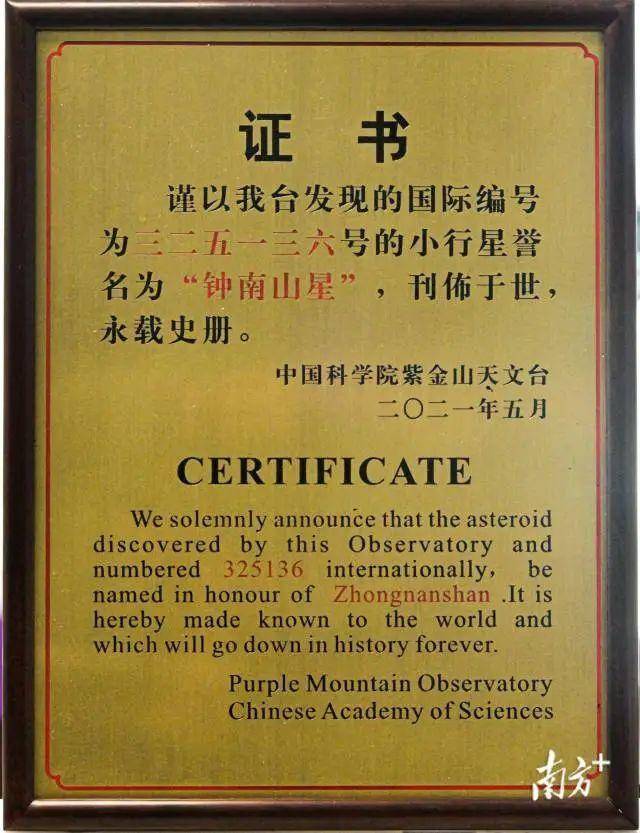 证 书
谨以我台发现的国际编号
为三二五一三六号的小行星誉
名为“钟南山星”，刊佈于世，
永载史册。
中国科学院紫金山天文台
二〇二一年五月
CERTIFICATE
We solemnly announce that the asteroid
discovered by this Observatory and
numbered 325136 internationally, be
named in honour of Zhongnanshan .It is
hereby made known to the world and
which will go down in history forever.
Purple Mountain Observatory
Chinese Academy of Sciences
南方+